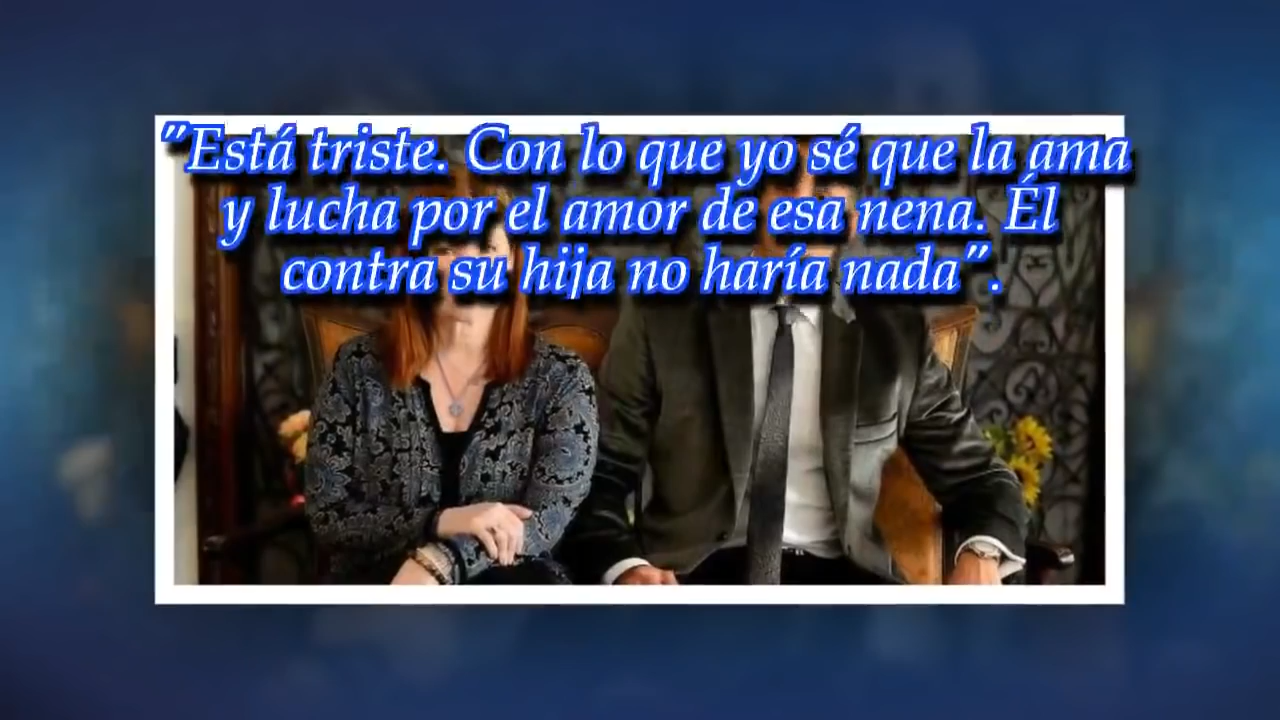 "Está triste. Con lo que yo sé que la ama
y lucha por el amor de esa nena. Él
contra su hija no haría nada".